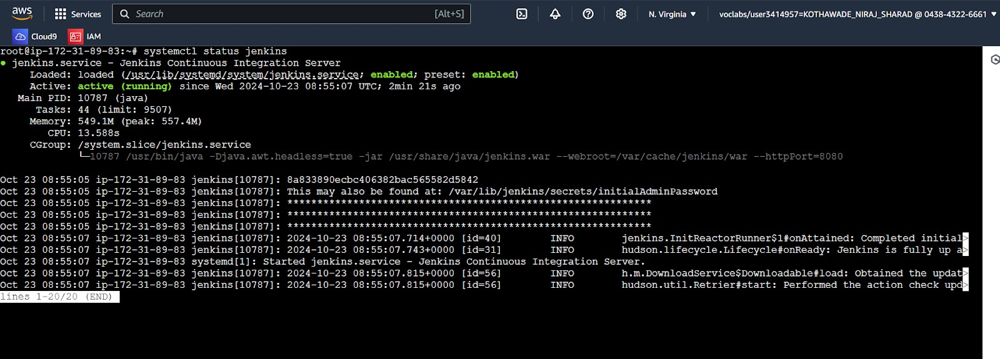 aws Services Search [Alt+S] N. Virginia voclabs/user3414957=KOTHAWADE_NIRAJ_SHARAD @ 0438-4322-6661
Cloud9 IAM
root@ip-172-31-89-83:~# systemctl status jenkins
● jenkins.service - Jenkins Continuous Integration Server
Loaded: loaded (/usr/lib/systemd/system/jenkins.service; enabled; preset: enabled)
Active: active (running) since Wed 2024-10-23 08:55:07 UTC; 2min 21s ago
Main PID: 10787 (java)
Tasks: 44 (limit: 9507)
Memory: 549.1M (peak: 557.4M)
CPU: 13.588s
CGroup: /system.slice/jenkins.service
└─10787 /usr/bin/java -Djava.awt.headless=true -jar /usr/share/java/jenkins.war --webroot=/var/cache/jenkins/war --httpPort=8080
Oct 23 08:55:05 ip-172-31-89-83 jenkins[10787]: 8a833890ecbc406382bac565582d5842
Oct 23 08:55:05 ip-172-31-89-83 jenkins[10787]: This may also be found at: /var/lib/jenkins/secrets/initialAdminPassword
Oct 23 08:55:05 ip-172-31-89-83 jenkins[10787]: *************************************************************
Oct 23 08:55:05 ip-172-31-89-83 jenkins[10787]: *************************************************************
Oct 23 08:55:05 ip-172-31-89-83 jenkins[10787]: *************************************************************
Oct 23 08:55:07 ip-172-31-89-83 jenkins[10787]: 2024-10-23 08:55:07.714+0000 [id=40] INFO jenkins.InitReactorRunner$1#onAttained: Completed initial>
Oct 23 08:55:07 ip-172-31-89-83 jenkins[10787]: 2024-10-23 08:55:07.743+0000 [id=31] INFO hudson.lifecycle.Lifecycle#onReady: Jenkins is fully up a>
Oct 23 08:55:07 ip-172-31-89-83 systemd[1]: Started jenkins.service - Jenkins Continuous Integration Server.
Oct 23 08:55:07 ip-172-31-89-83 jenkins[10787]: 2024-10-23 08:55:07.815+0000 [id=56] INFO h.m.DownloadService$Downloadable#load: Obtained the updat>
Oct 23 08:55:07 ip-172-31-89-83 jenkins[10787]: 2024-10-23 08:55:07.815+0000 [id=56] INFO hudson.util.Retrier#start: Performed the action check upd>
lines 1-20/20 (END)